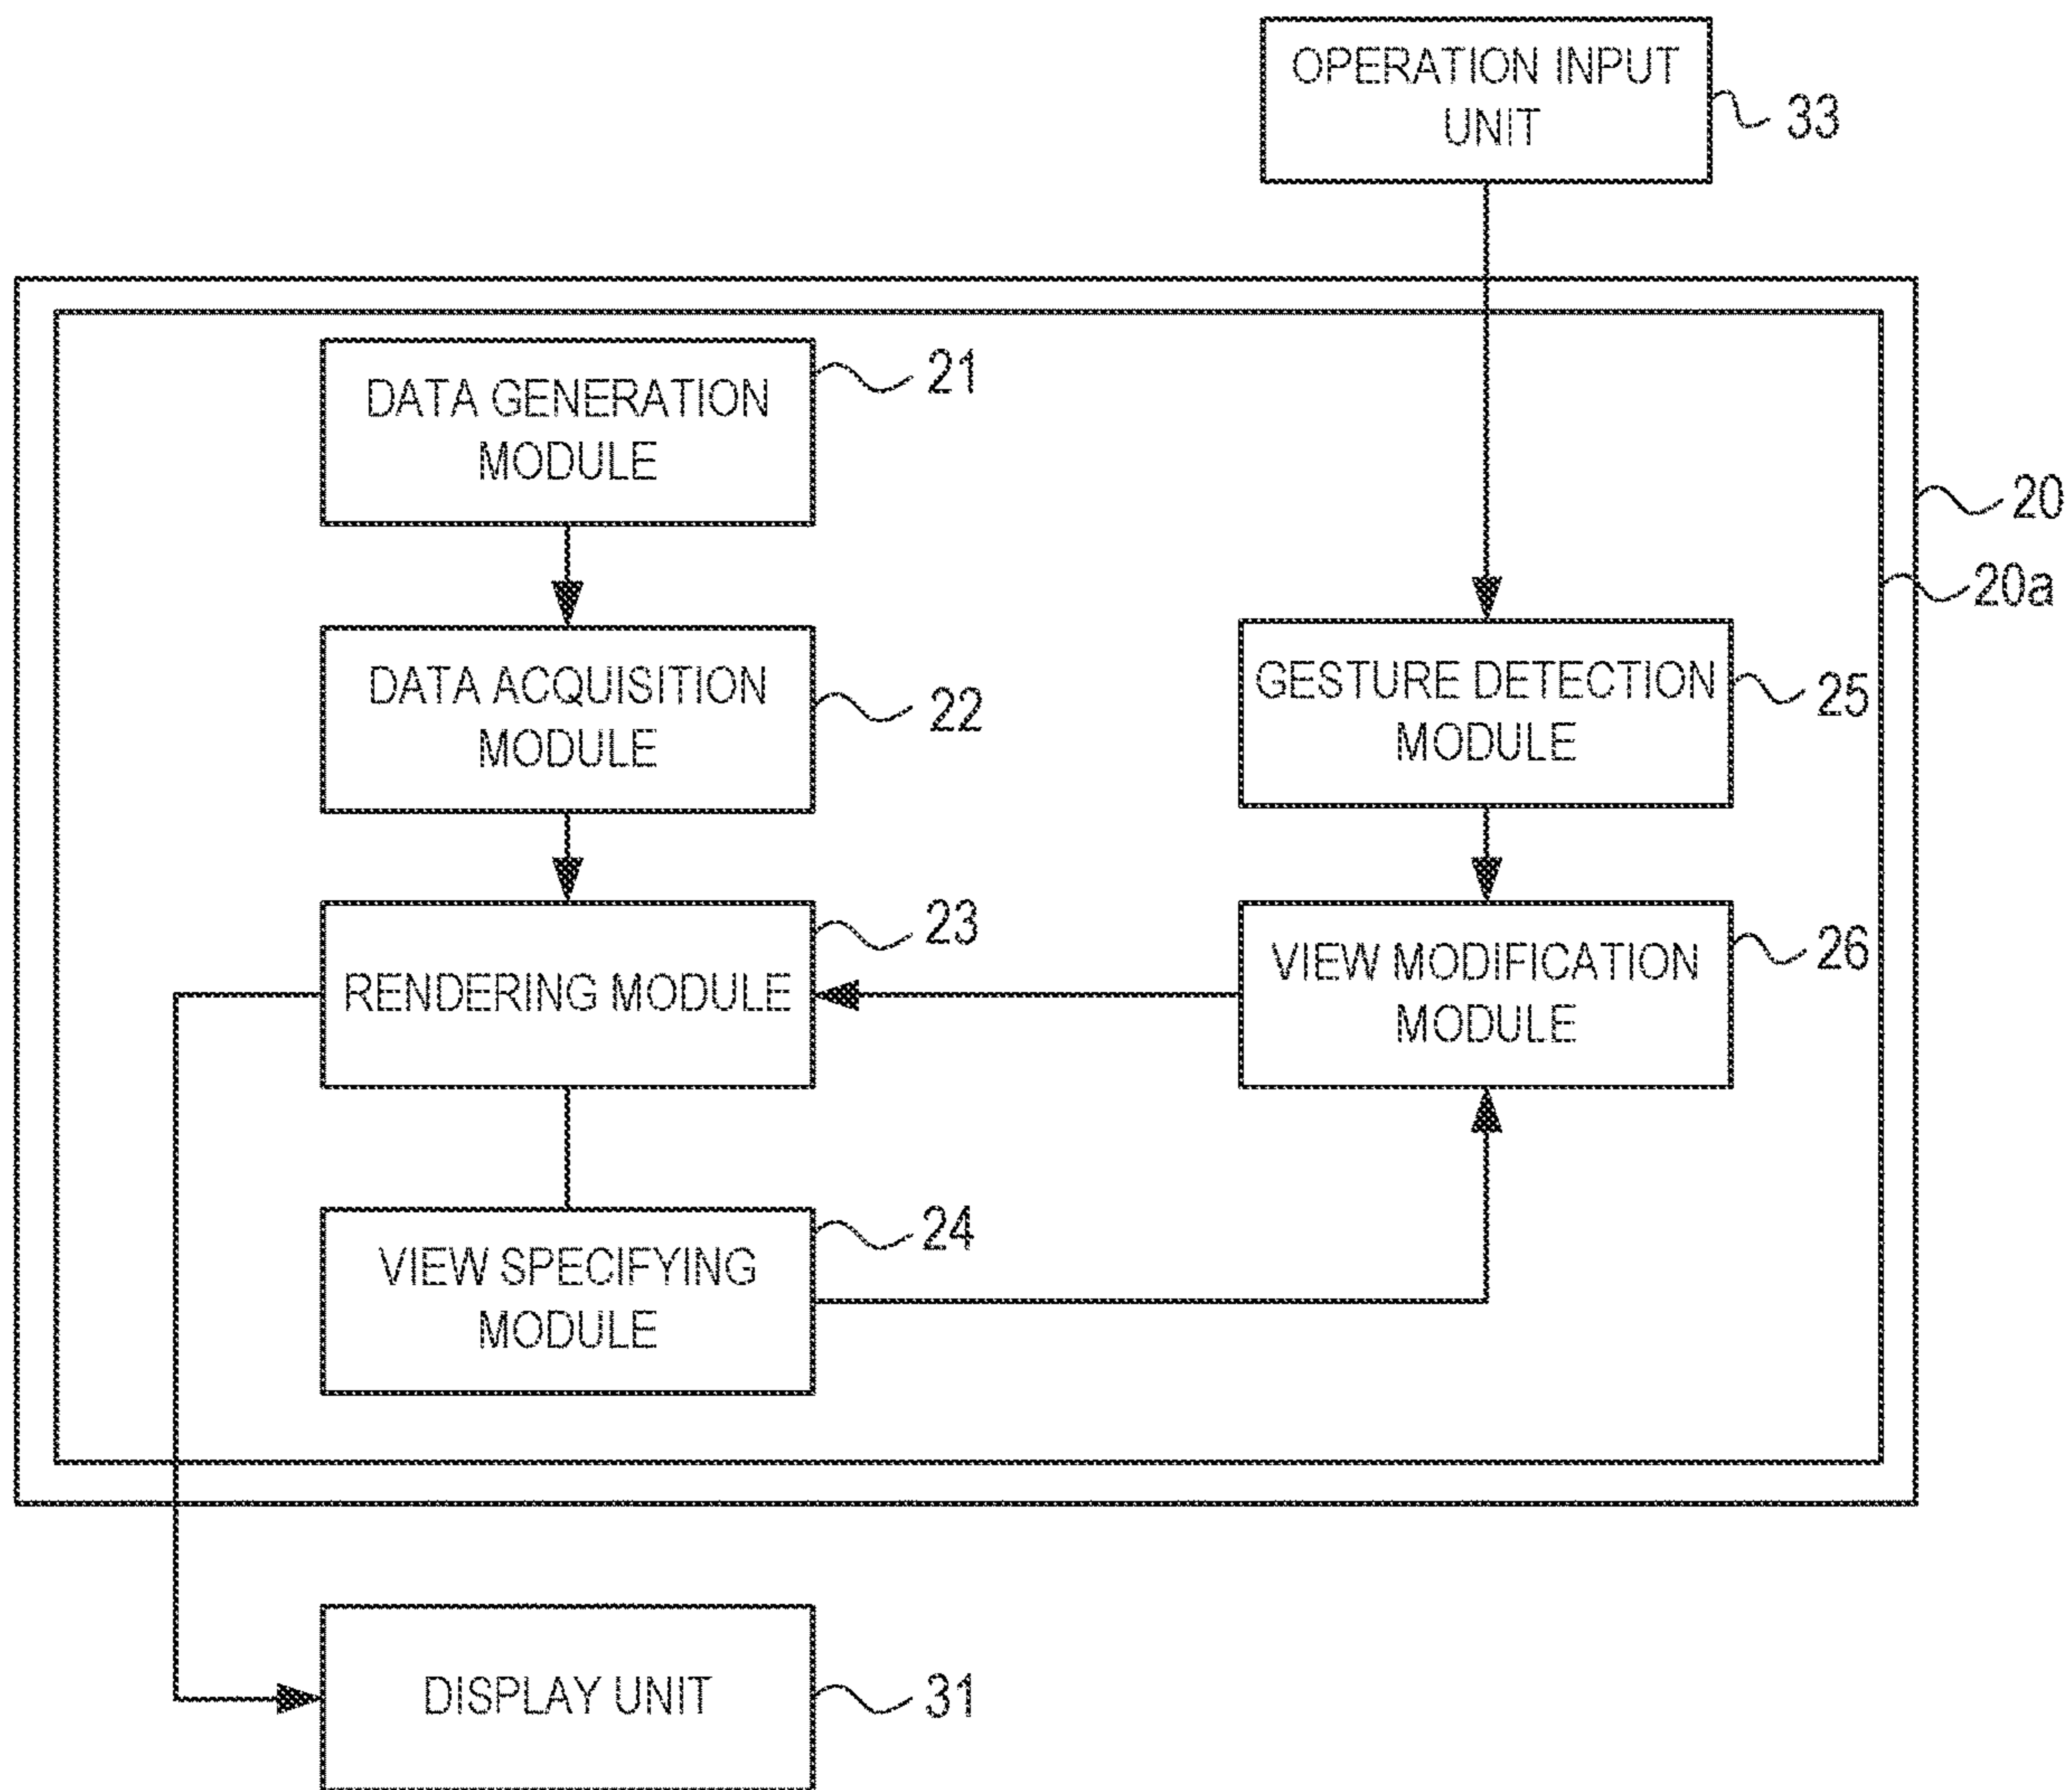 OPERATION INPUT
UNIT
33
DATA GENERATION
MODULE
21
20
20a
DATA ACQUISITION
MODULE
22
GESTURE DETECTION
MODULE
25
RENDERING MODULE
23
VIEW MODIFICATION
MODULE
26
VIEW SPECIFYING
MODULE
24
DISPLAY UNIT
31